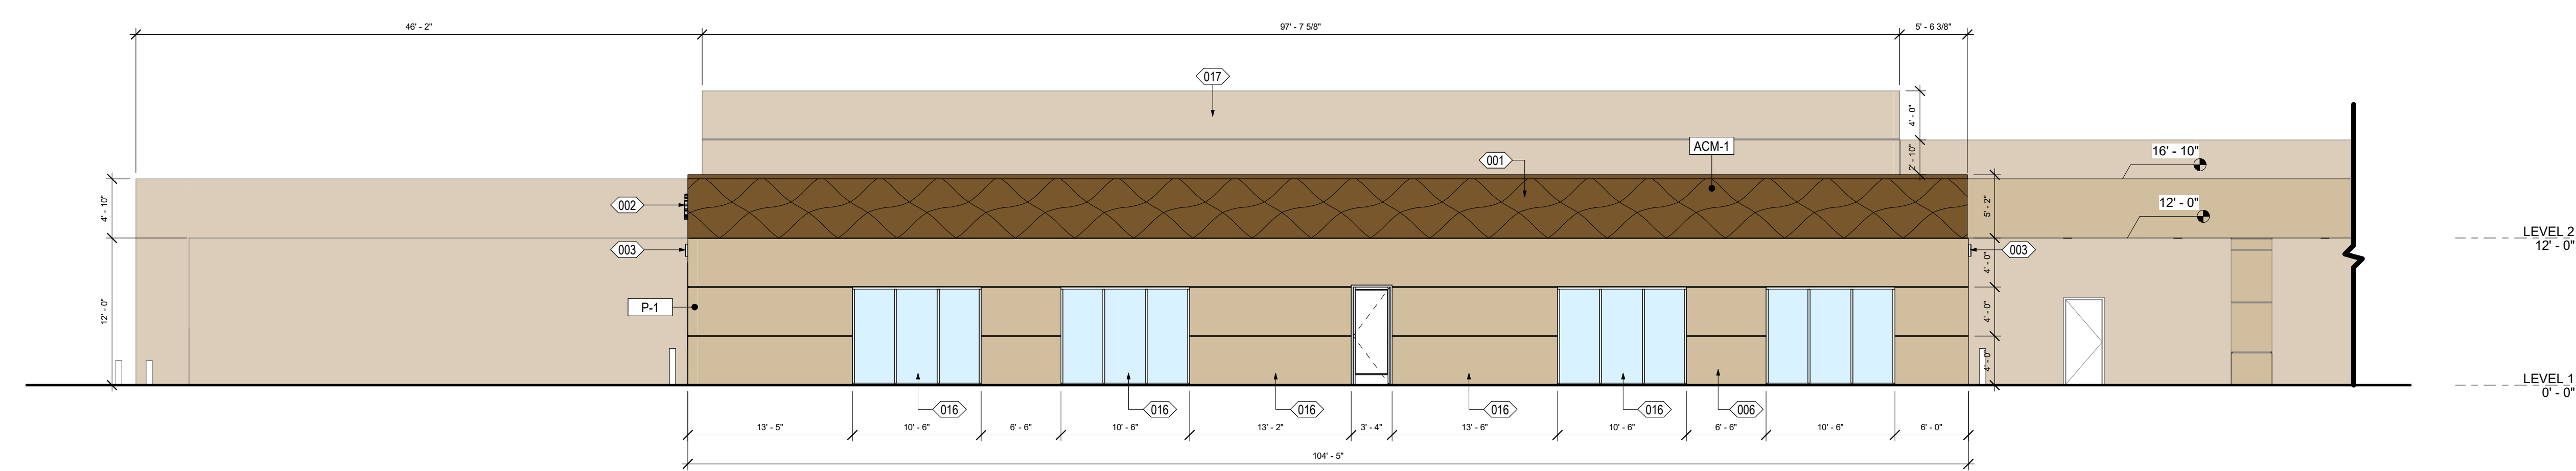 46' - 2"
97' - 7 5/8"
5' - 6 3/8"
017
4' - 0"
2' - 10"
001
ACM-1
16' - 10"
002
4' - 10"
5' - 2"
12' - 0"
003
003
LEVEL 2
12' - 0"
4' - 0"
P-1
12' - 0"
4' - 0"
4' - 0"
LEVEL 1
0' - 0"
016
016
016
016
016
006
13' - 5"
10' - 6"
6' - 6"
10' - 6"
13' - 2"
3' - 4"
13' - 6"
10' - 6"
6' - 6"
10' - 6"
6' - 0"
104' - 5"